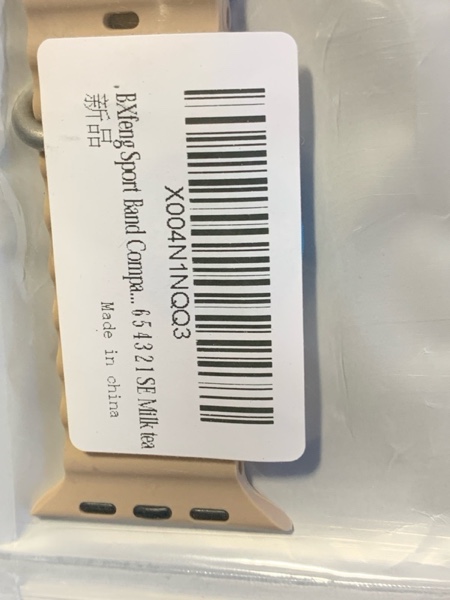 X004N1NQQ3
BXfeng Sport Band Compa... 6 5 4 3 2 1 SE Milk tea
, 新品
Made in china